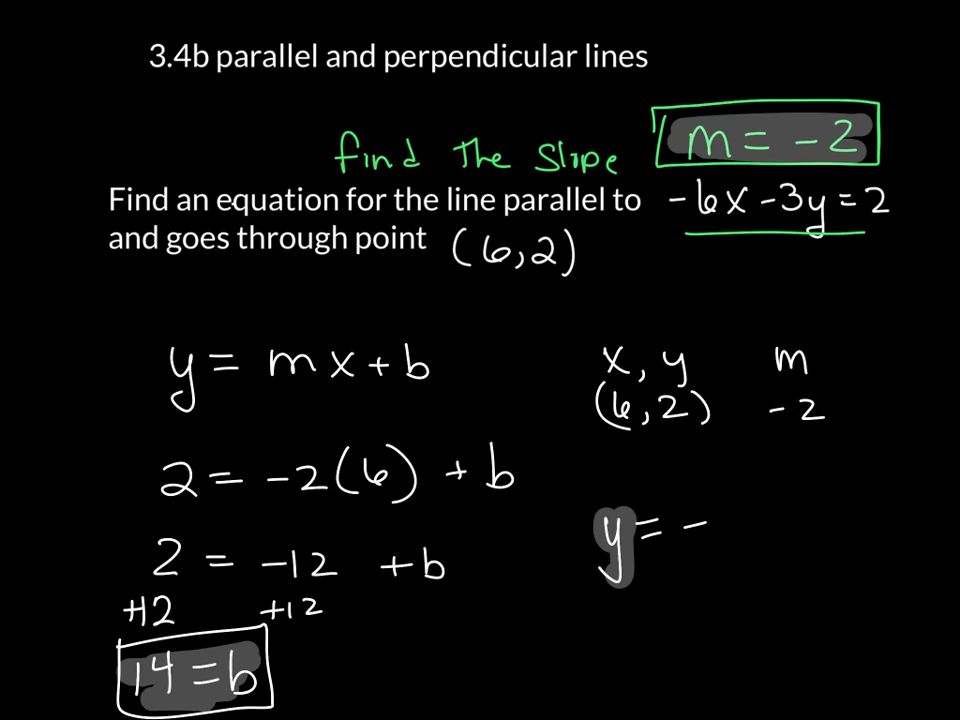 3.4b parallel and perpendicular lines
find The Slope m = -2
Find an equation for the line parallel to -6x -3y = 2
and goes through point (6,2)
y = mx + b
x, y m
(6,2) -2
2 = -2(6) + b
y = -
2 = -12 + b
+12 +12
14 = b